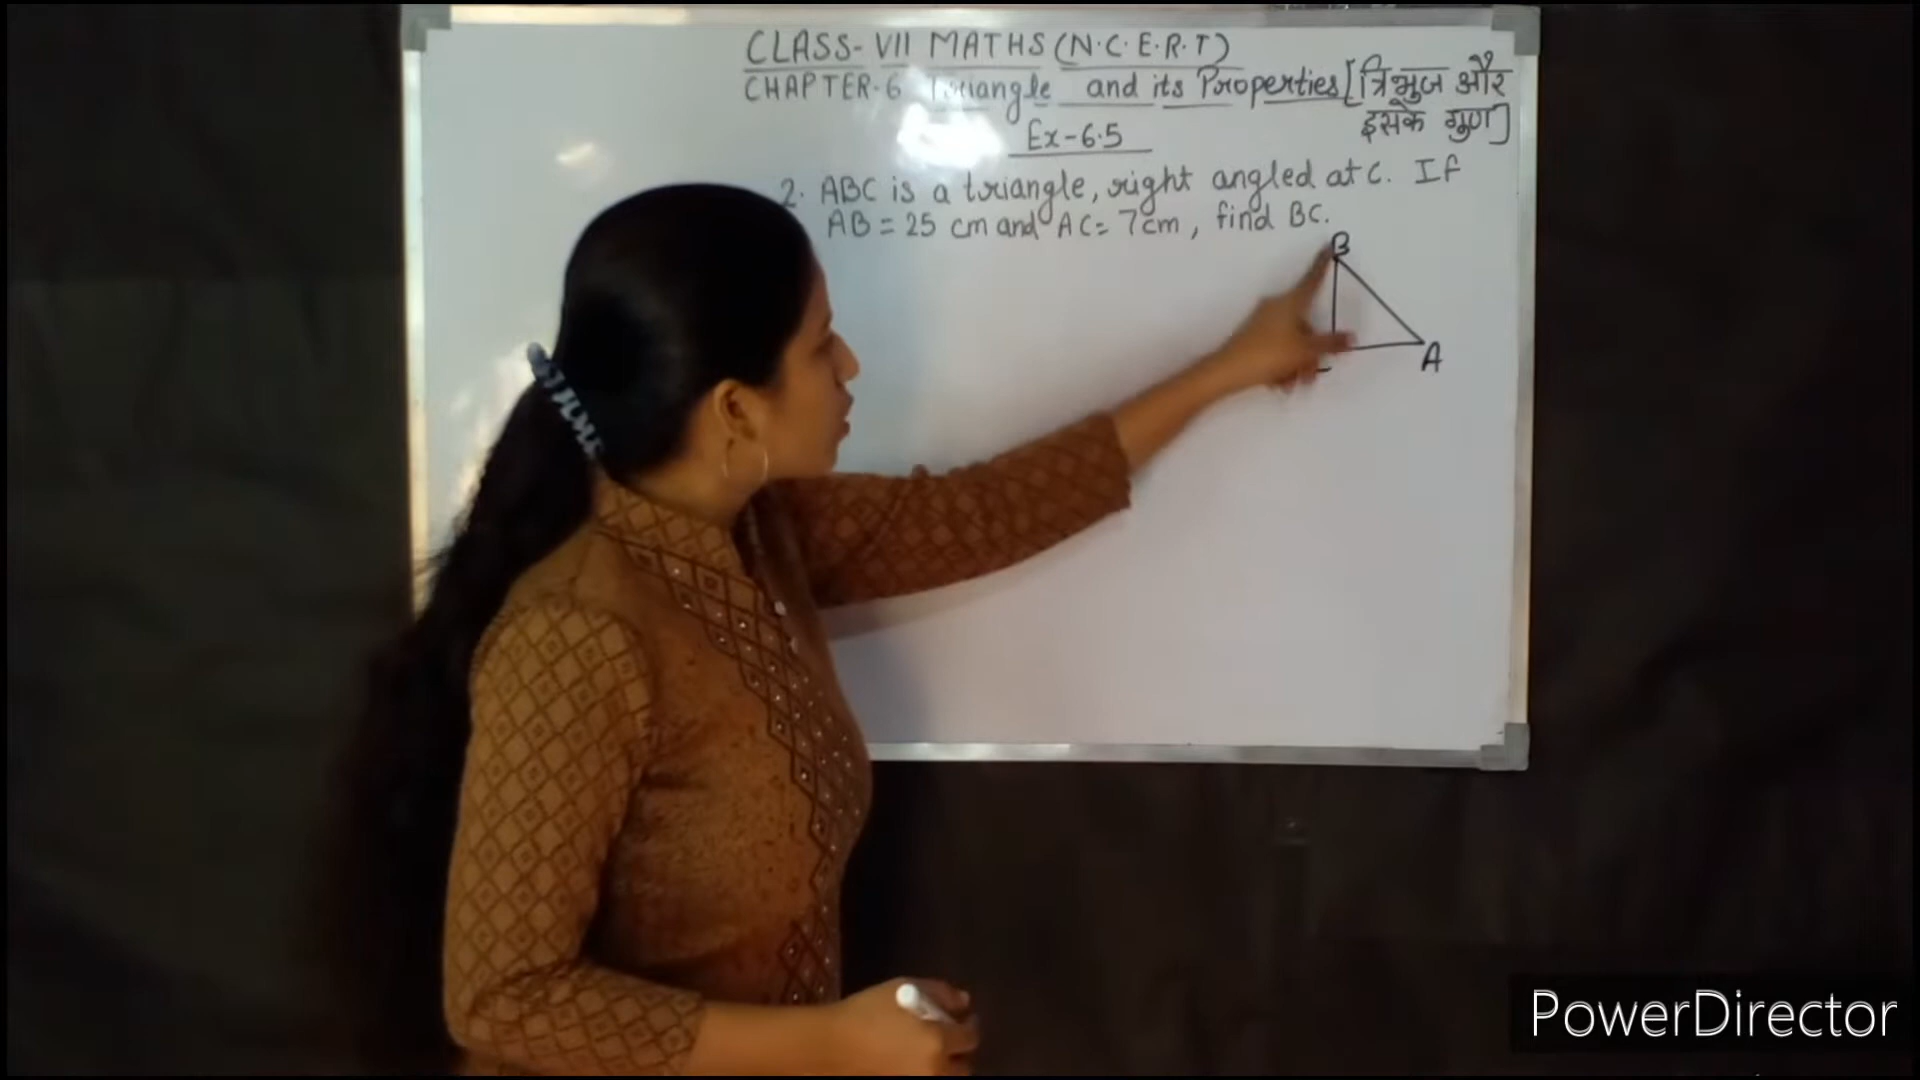 CLASS- VII MATHS (N.C.E.R.T)
CHAPTER-6 Triangle and its Properties [त्रिभुज और
इसके गुण]
Ex-6.5
2. ABC is a triangle, right angled at C. If
AB = 25 cm and AC = 7cm, find BC.
B
A
PowerDirector